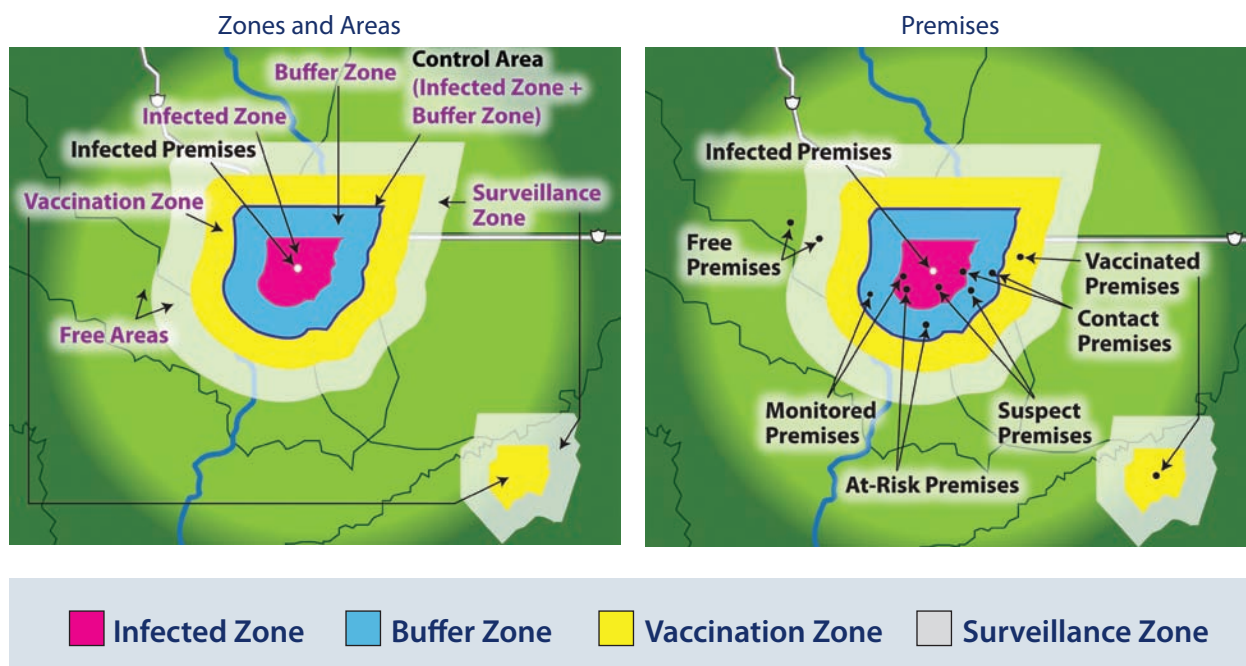 Zones and Areas
Buffer Zone
Control Area
(Infected Zone +
Buffer Zone)
Infected Zone
Infected Premises
Vaccination Zone
Surveillance
Zone
Free Areas
Premises
Infected Premises
Free
Premises
Vaccinated
Premises
Contact
Premises
Monitored
Premises
Suspect
Premises
At-Risk Premises
Infected Zone
Buffer Zone
Vaccination Zone
Surveillance Zone